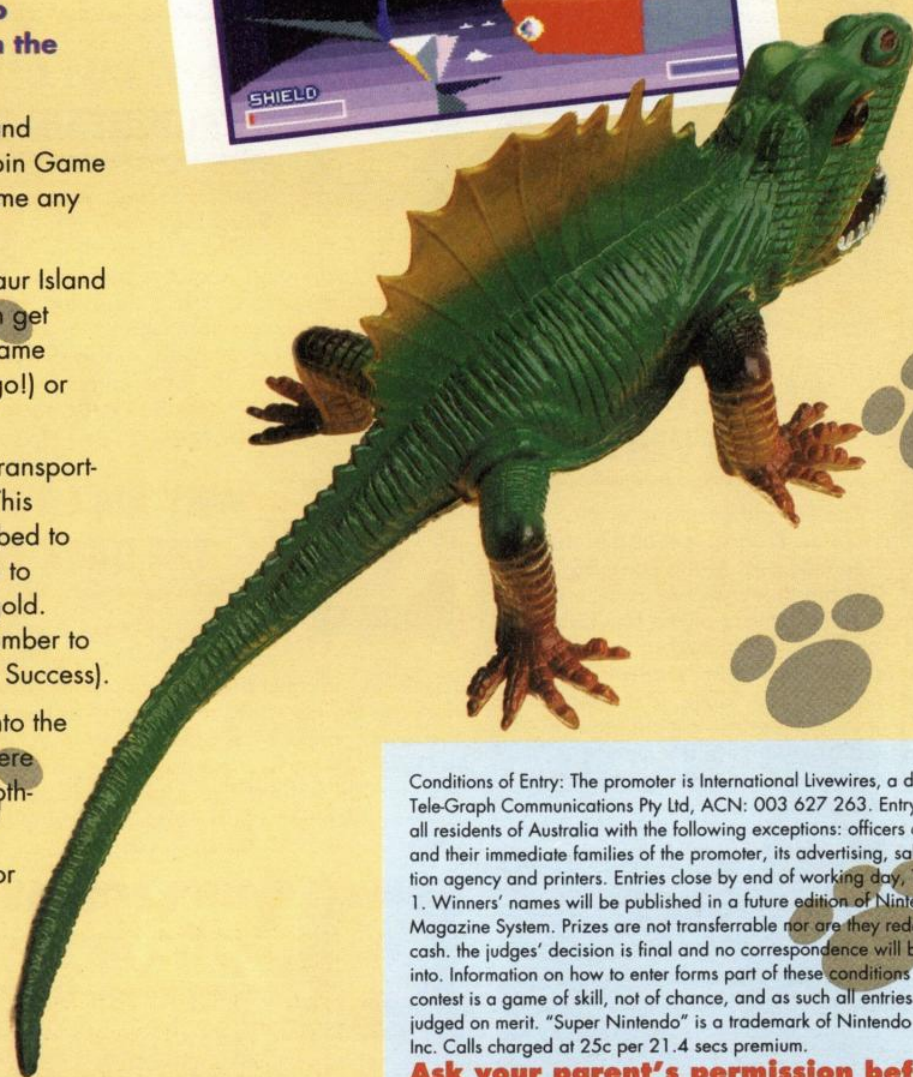 n the
SHIELD
nd
oin Game
me any
aur Island
n get
ame
go!) or
ransport-
his
bed to
to
old.
mber to
Success).
nto the
ere
oth-
or
Conditions of Entry: The promoter is International Livewires, a d
Tele-Graph Communications Pty Ltd, ACN: 003 627 263. Entry
all residents of Australia with the following exceptions: officers
and their immediate families of the promoter, its advertising, sa
tion agency and printers. Entries close by end of working day,
1. Winners' names will be published in a future edition of Ninte
Magazine System. Prizes are not transferrable nor are they red
cash. the judges' decision is final and no correspondence will b
into. Information on how to enter forms part of these conditions
contest is a game of skill, not of chance, and as such all entries
judged on merit. "Super Nintendo" is a trademark of Nintendo
Inc. Calls charged at 25c per 21.4 secs premium.
Ask your parent's permission bef